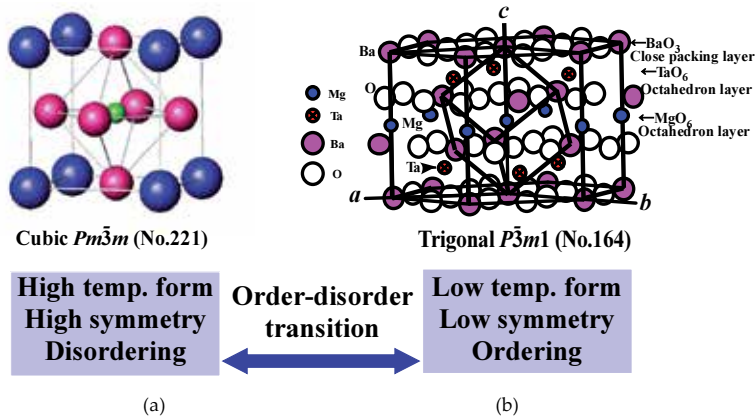 c
Ba
BaO3
Close packing layer
TaO6
Octahedron layer
O
Mg
Ta
Mg
MgO6
Octahedron layer
Ba
Ta
O
a
b
Cubic Pm3̄m (No.221)
Trigonal P3̄m1 (No.164)
High temp. form
High symmetry
Disordering
Order-disorder
transition
Low temp. form
Low symmetry
Ordering
(a)
(b)